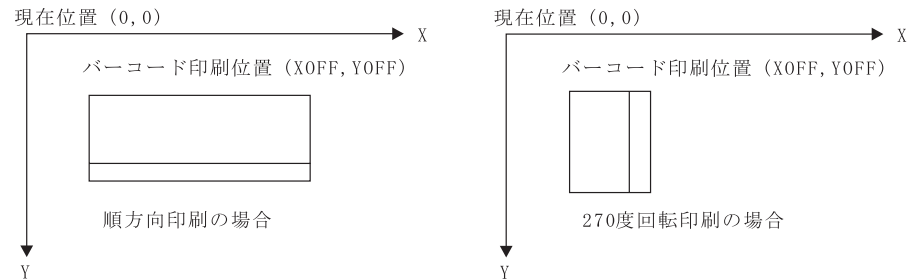 現在位置 (0,0)
X
バーコード印刷位置 (XOFF,YOFF)
順方向印刷の場合
Y
現在位置 (0,0)
X
バーコード印刷位置 (XOFF,YOFF)
270度回転印刷の場合
Y